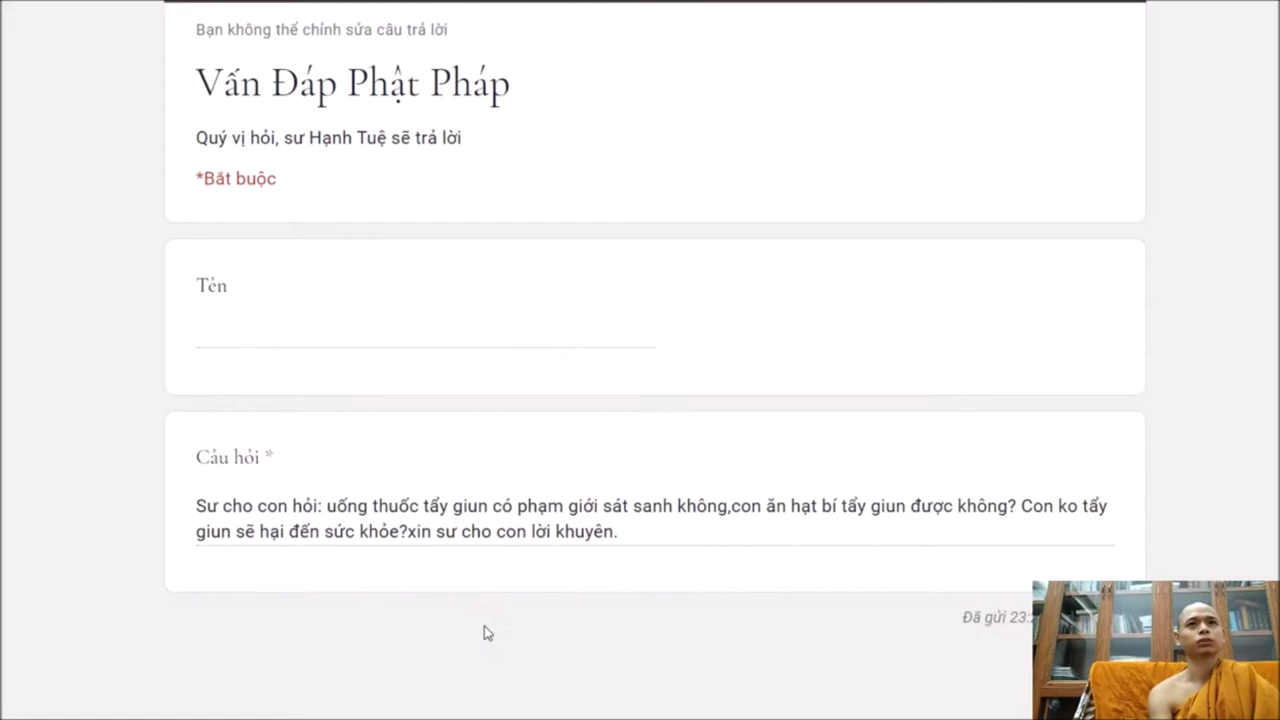 Bạn không thể chỉnh sửa câu trả lời
Vấn Đáp Phật Pháp
Quý vị hỏi, sư Hạnh Tuệ sẽ trả lời
*Bắt buộc
Tên
Câu hỏi *
Sư cho con hỏi: uống thuốc tẩy giun có phạm giới sát sanh không,con ăn hạt bí tẩy giun được không? Con ko tẩy
giun sẽ hại đến sức khỏe?xin sư cho con lời khuyên.
Đã gửi 23: